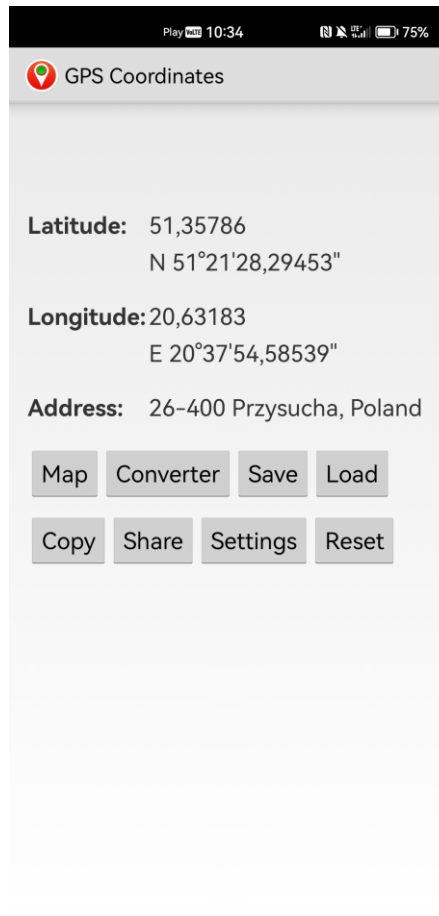 Play VoLTE 10:34 75%
GPS Coordinates
Latitude: 51,35786
N 51°21'28,29453"
Longitude: 20,63183
E 20°37'54,58539"
Address: 26-400 Przysucha, Poland
Map Converter Save Load
Copy Share Settings Reset